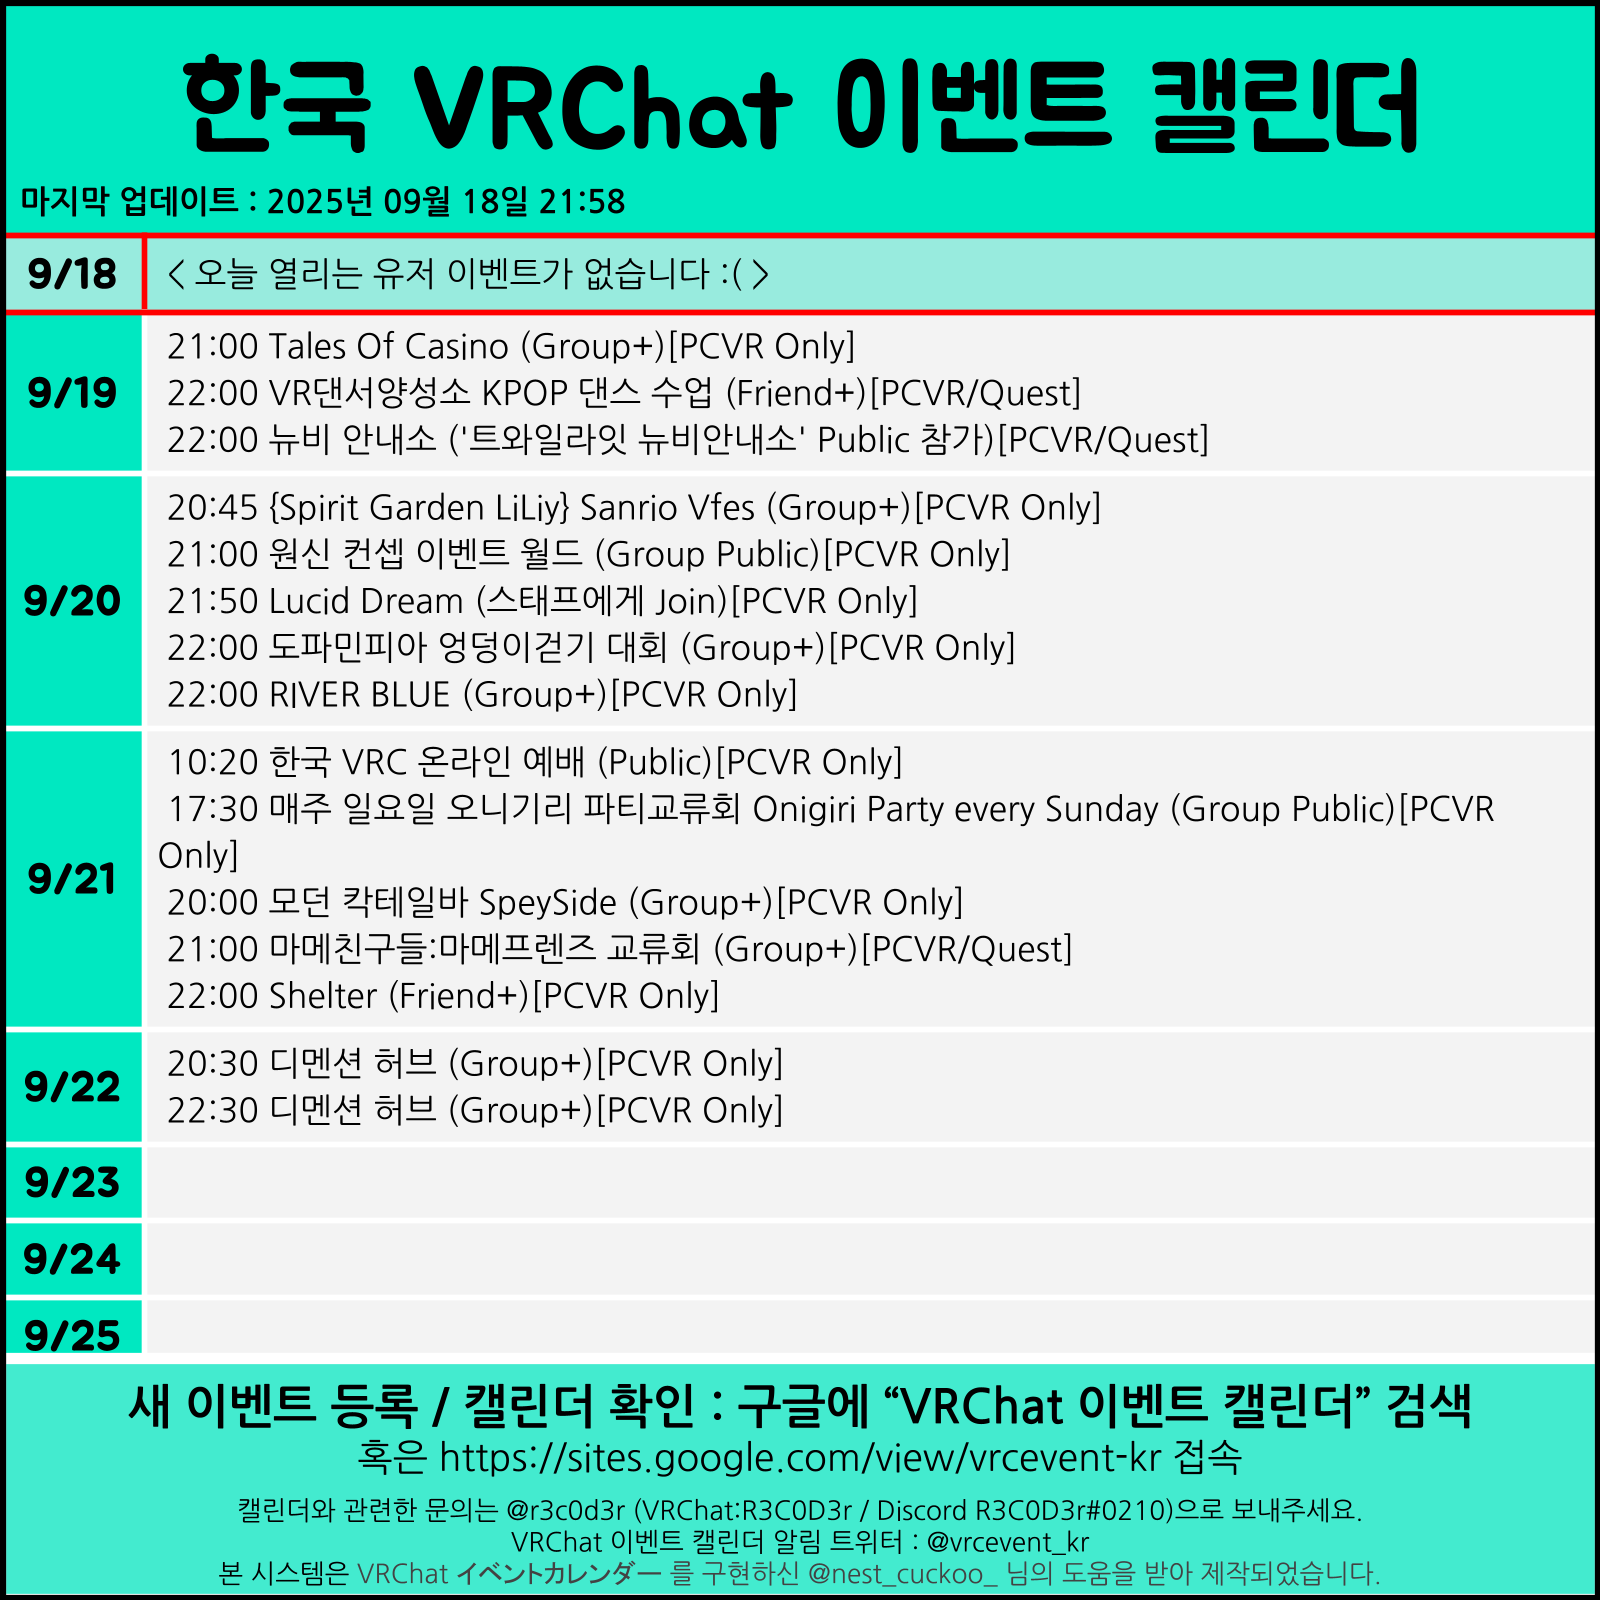 한국 VRChat 이벤트 캘린더
마지막 업데이트 : 2025년 09월 18일 21:58
9/18
< 오늘 열리는 유저 이벤트가 없습니다 :( >
9/19
21:00 Tales Of Casino (Group+)[PCVR Only]
22:00 VR댄서양성소 KPOP 댄스 수업 (Friend+)[PCVR/Quest]
22:00 뉴비 안내소 ('트와일라잇 뉴비안내소' Public 참가)[PCVR/Quest]
9/20
20:45 {Spirit Garden LiLiy} Sanrio Vfes (Group+)[PCVR Only]
21:00 원신 컨셉 이벤트 월드 (Group Public)[PCVR Only]
21:50 Lucid Dream (스태프에게 Join)[PCVR Only]
22:00 도파민피아 엉덩이걷기 대회 (Group+)[PCVR Only]
22:00 RIVER BLUE (Group+)[PCVR Only]
9/21
10:20 한국 VRC 온라인 예배 (Public)[PCVR Only]
17:30 매주 일요일 오니기리 파티교류회 Onigiri Party every Sunday (Group Public)[PCVR
Only]
20:00 모던 칵테일바 SpeySide (Group+)[PCVR Only]
21:00 마메친구들:마메프렌즈 교류회 (Group+)[PCVR/Quest]
22:00 Shelter (Friend+)[PCVR Only]
9/22
20:30 디멘션 허브 (Group+)[PCVR Only]
22:30 디멘션 허브 (Group+)[PCVR Only]
9/23
9/24
9/25
새 이벤트 등록 / 캘린더 확인 : 구글에 “VRChat 이벤트 캘린더” 검색
혹은 https://sites.google.com/view/vrcevent-kr 접속
캘린더와 관련한 문의는 @r3c0d3r (VRChat:R3C0D3r / Discord R3C0D3r#0210)으로 보내주세요.
VRChat 이벤트 캘린더 알림 트위터 : @vrcevent_kr
본 시스템은 VRChat イベントカレンダー 를 구현하신 @nest_cuckoo_ 님의 도움을 받아 제작되었습니다.